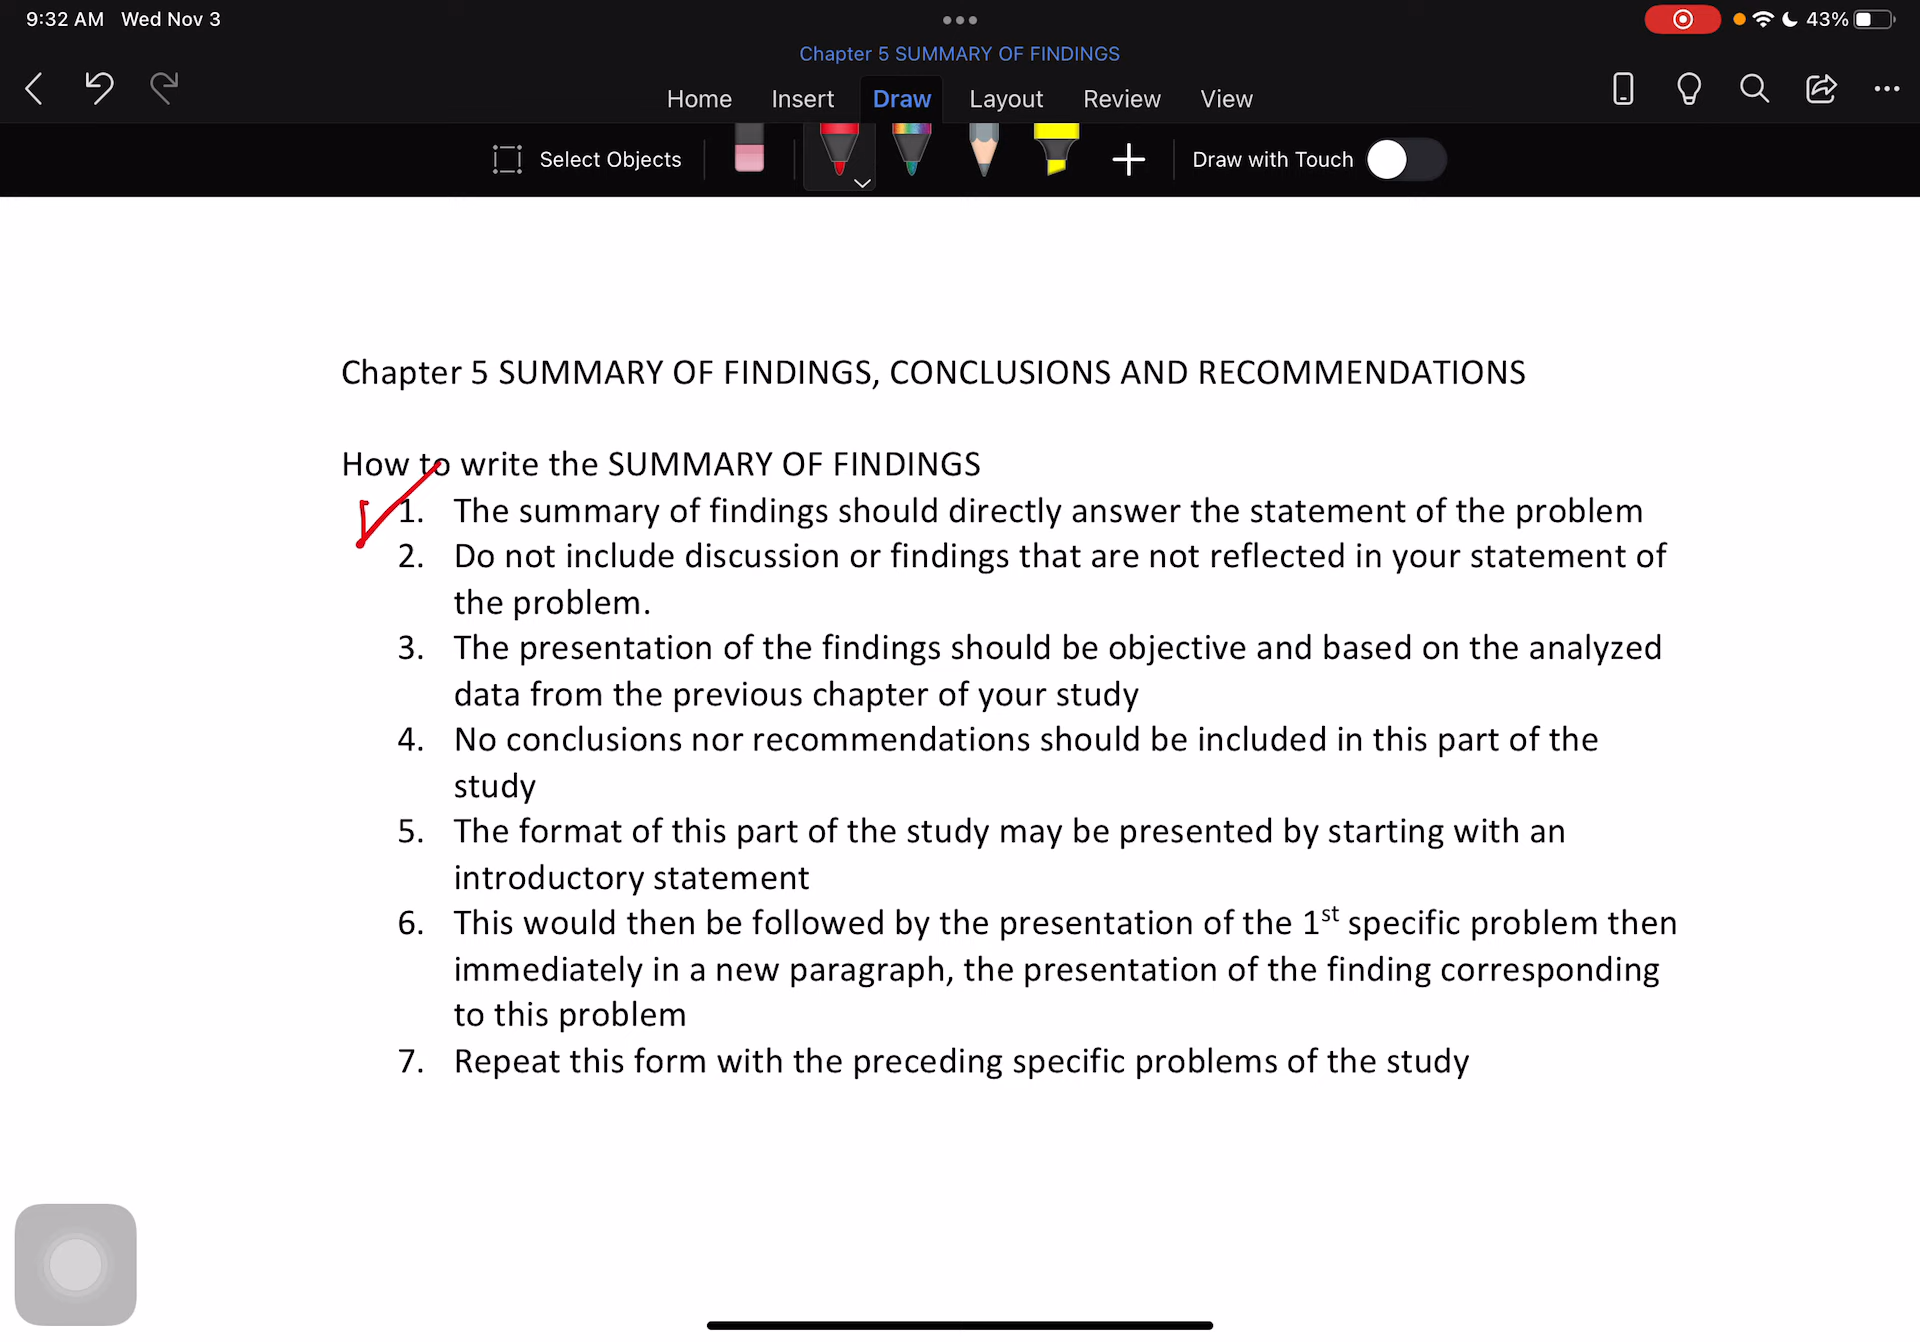 9:32 AM Wed Nov 3
43%
Chapter 5 SUMMARY OF FINDINGS
Home Insert Draw Layout Review View
Select Objects
Draw with Touch
Chapter 5 SUMMARY OF FINDINGS, CONCLUSIONS AND RECOMMENDATIONS
How to write the SUMMARY OF FINDINGS
1. The summary of findings should directly answer the statement of the problem
2. Do not include discussion or findings that are not reflected in your statement of
the problem.
3. The presentation of the findings should be objective and based on the analyzed
data from the previous chapter of your study
4. No conclusions nor recommendations should be included in this part of the
study
5. The format of this part of the study may be presented by starting with an
introductory statement
6. This would then be followed by the presentation of the 1st specific problem then
immediately in a new paragraph, the presentation of the finding corresponding
to this problem
7. Repeat this form with the preceding specific problems of the study